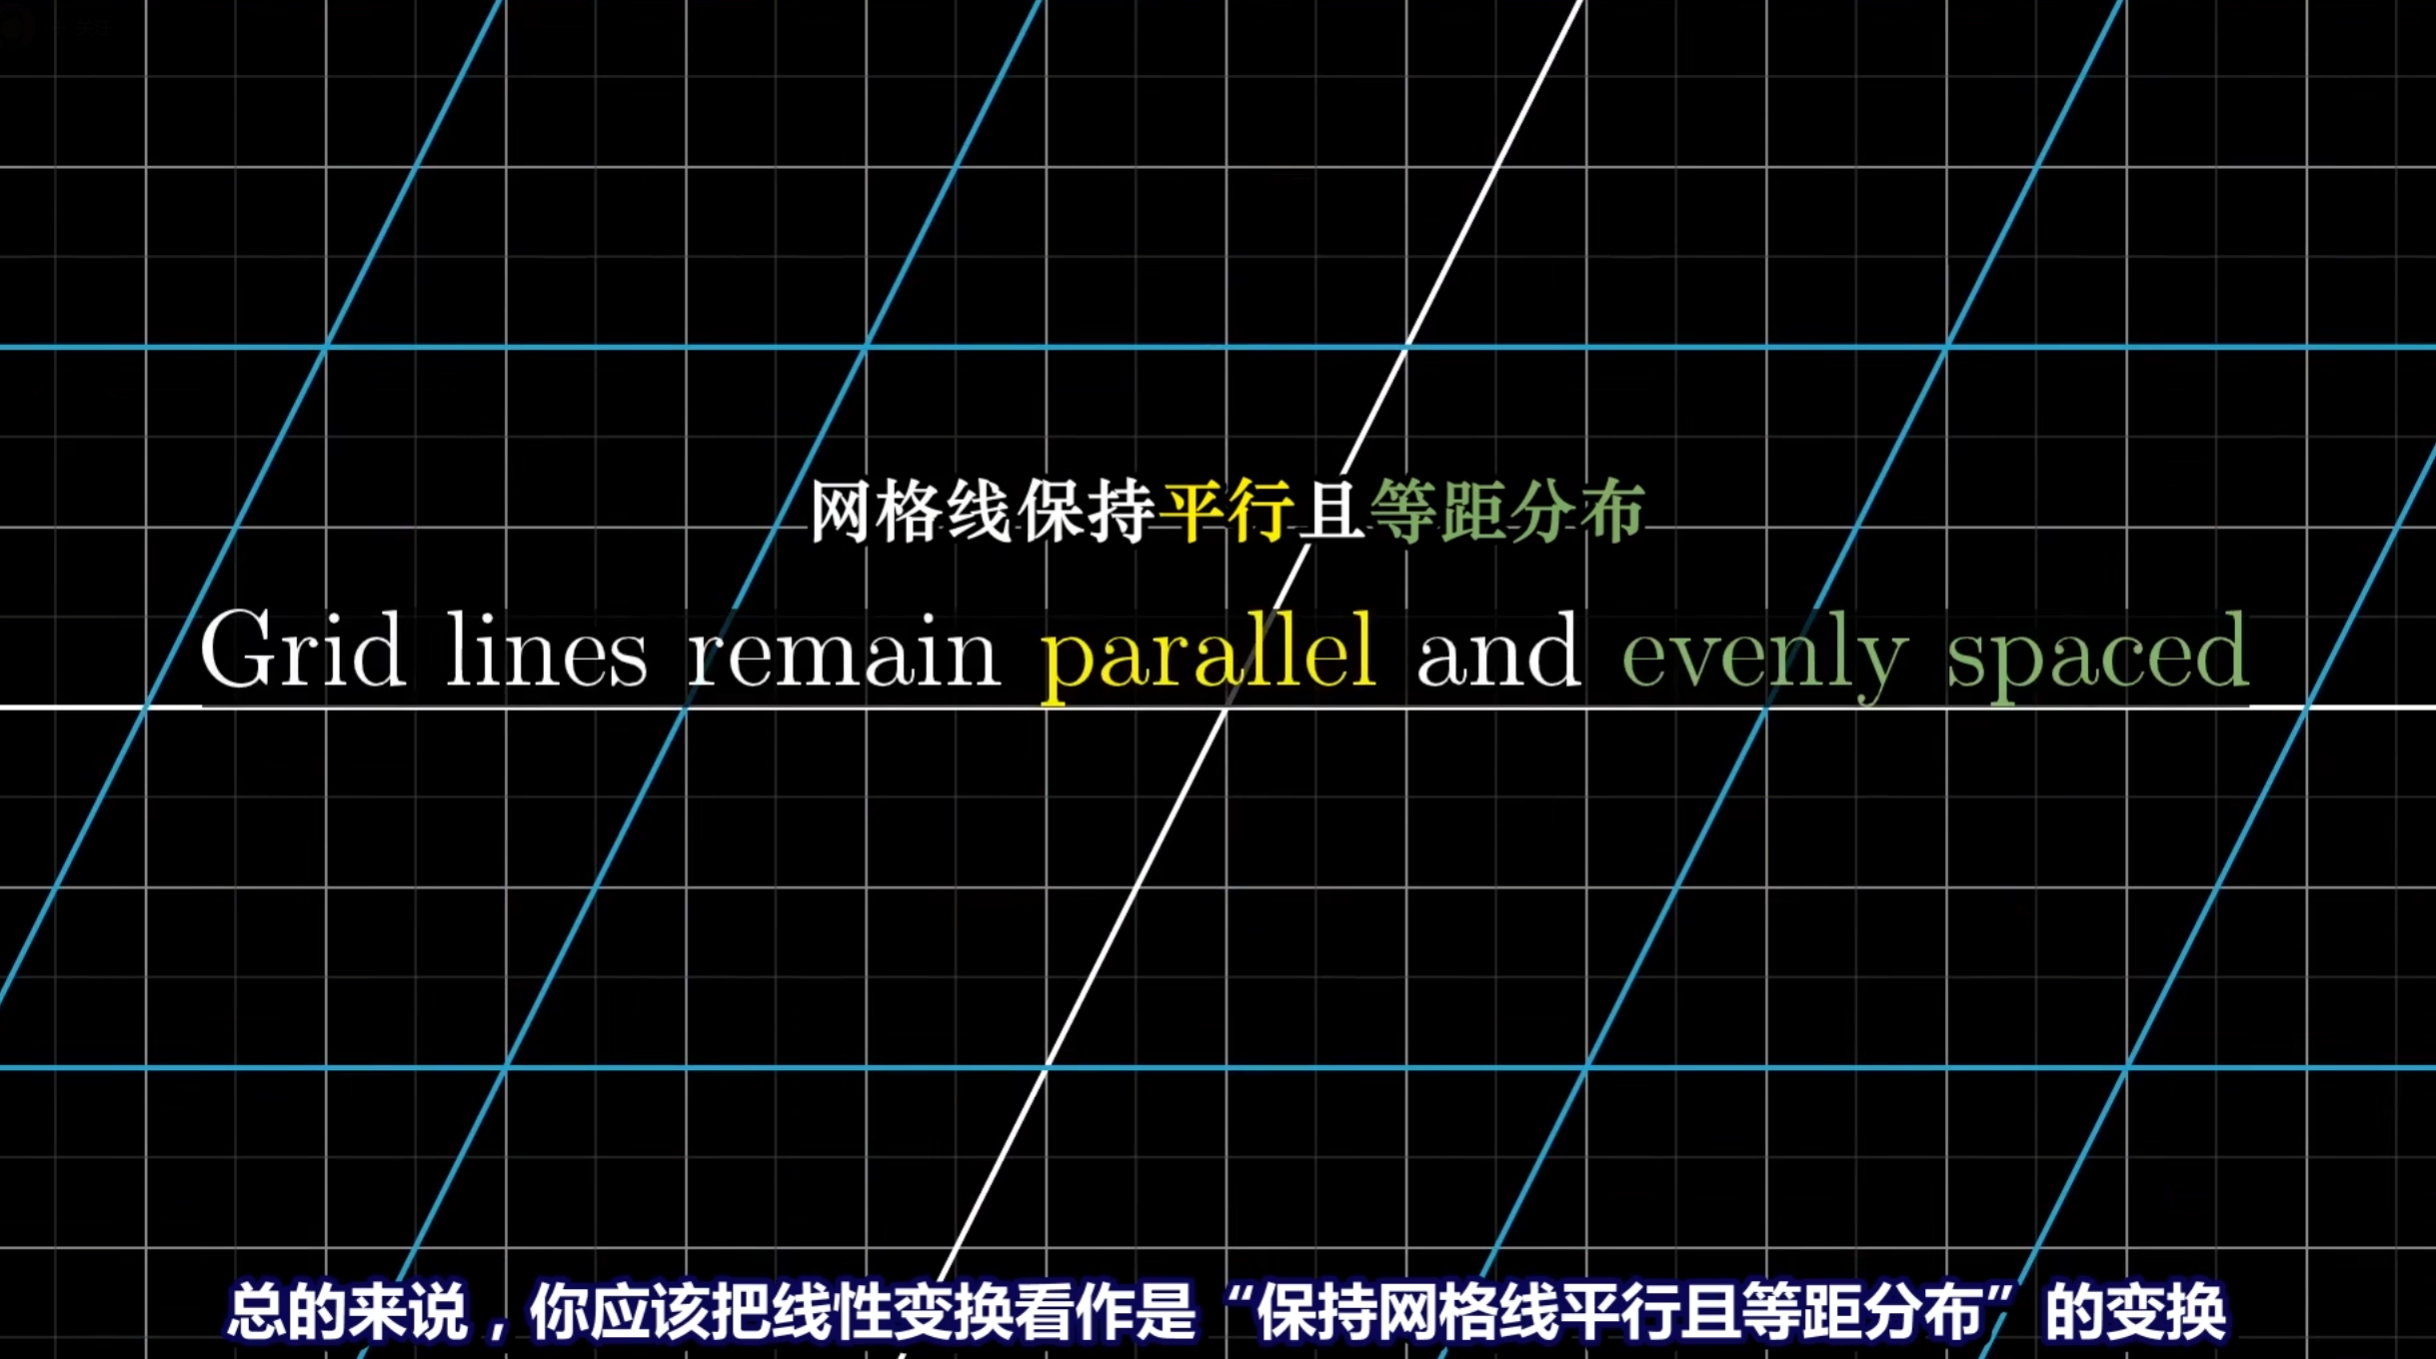 网格线保持平行且等距分布
Grid lines remain parallel and evenly spaced
总的来说，你应该把线性变换看作是“保持网格线平行且等距分布”的变换